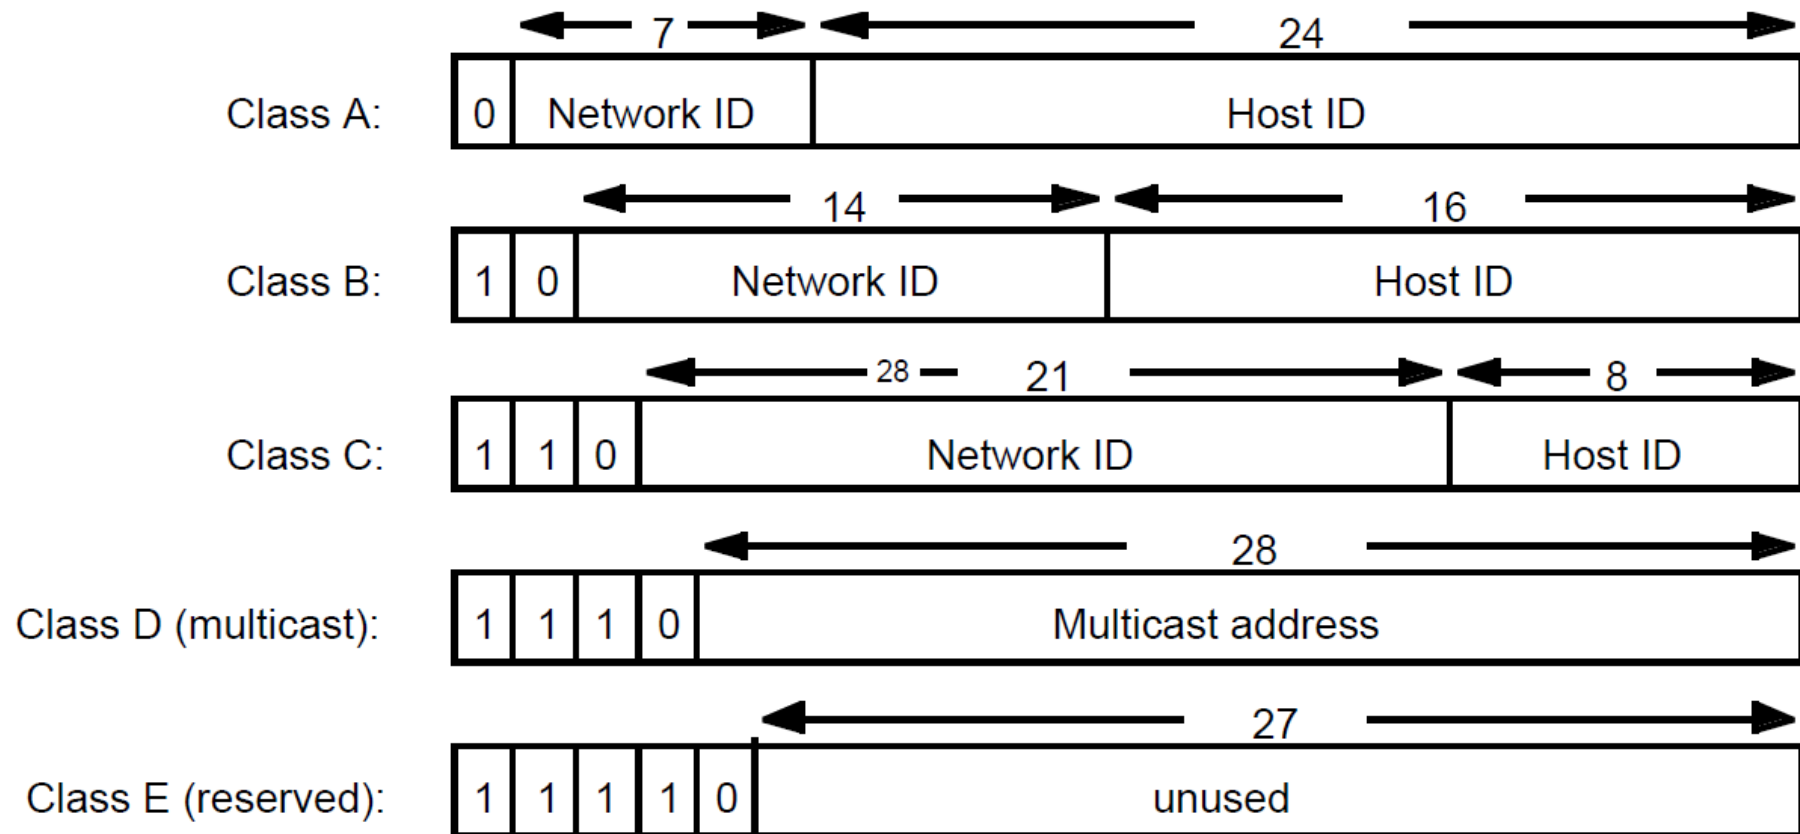 7 24
Class A: 0 Network ID Host ID
14 16
Class B: 1 0 Network ID Host ID
28 21 8
Class C: 1 1 0 Network ID Host ID
28
Class D (multicast): 1 1 1 0 Multicast address
27
Class E (reserved): 1 1 1 1 0 unused